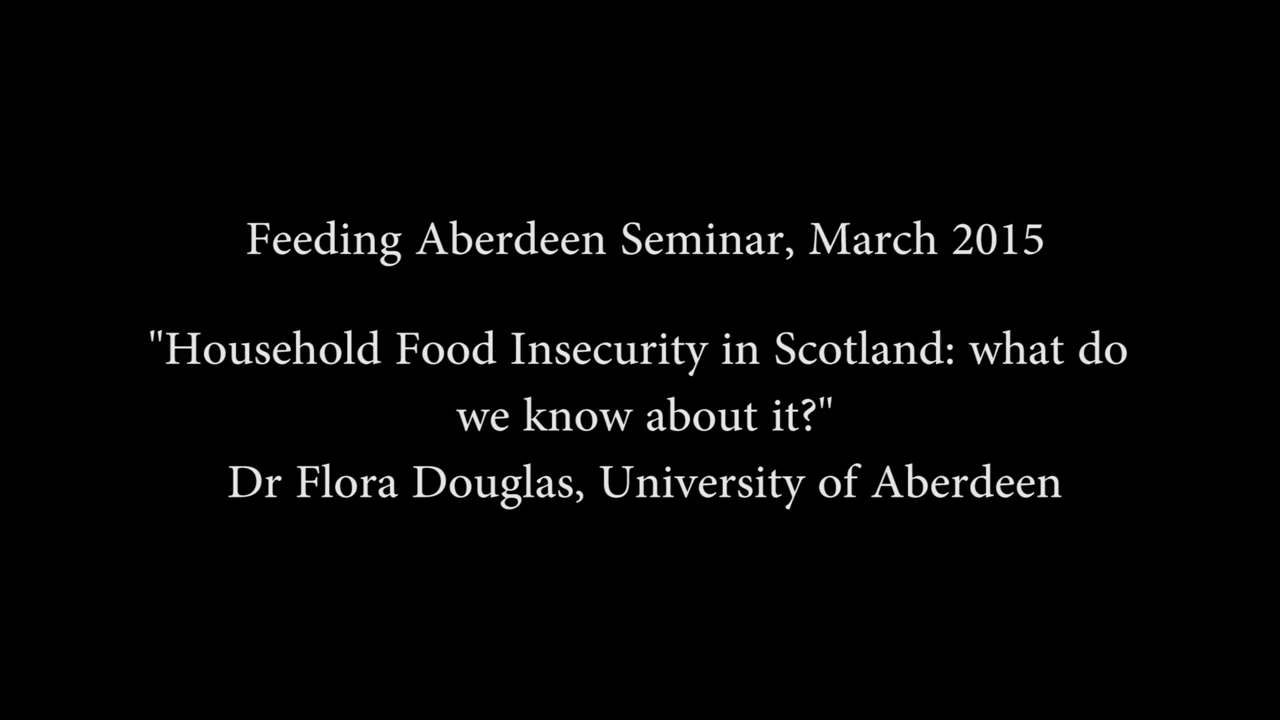 Feeding Aberdeen Seminar, March 2015
"Household Food Insecurity in Scotland: what do
we know about it?"
Dr Flora Douglas, University of Aberdeen